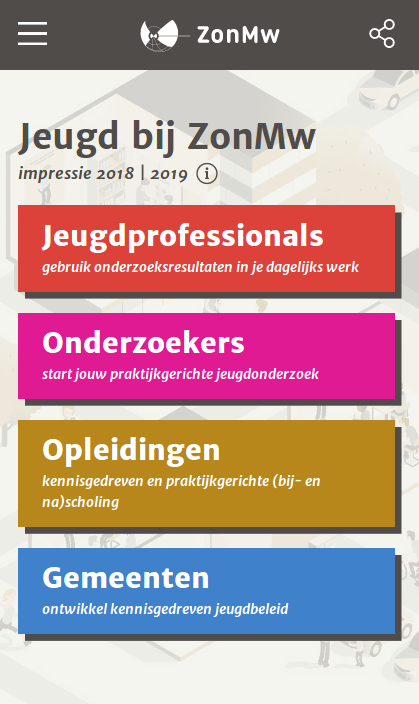 ZonMw
Jeugd bij ZonMw
impressie 2018 | 2019
Jeugdprofessionals
gebruik onderzoeksresultaten in je dagelijks werk
Onderzoekers
start jouw praktijkgerichte jeugdonderzoek
Opleidingen
kennisgedreven en praktijkgerichte (bij- en
na)scholing
Gemeenten
ontwikkel kennisgedreven jeugdbeleid